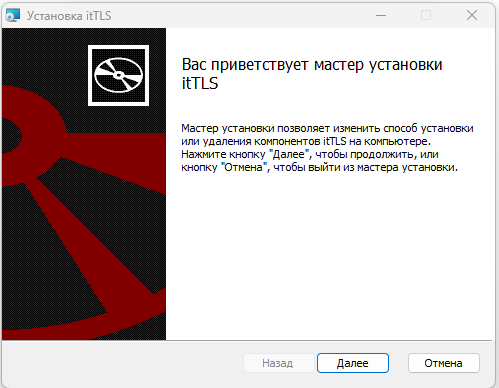 Установка itTLS
Вас приветствует мастер установки
itTLS
Мастер установки позволяет изменить способ установки
или удаления компонентов itTLS на компьютере.
Нажмите кнопку "Далее", чтобы продолжить, или
кнопку "Отмена", чтобы выйти из мастера установки.
Назад
Далее
Отмена